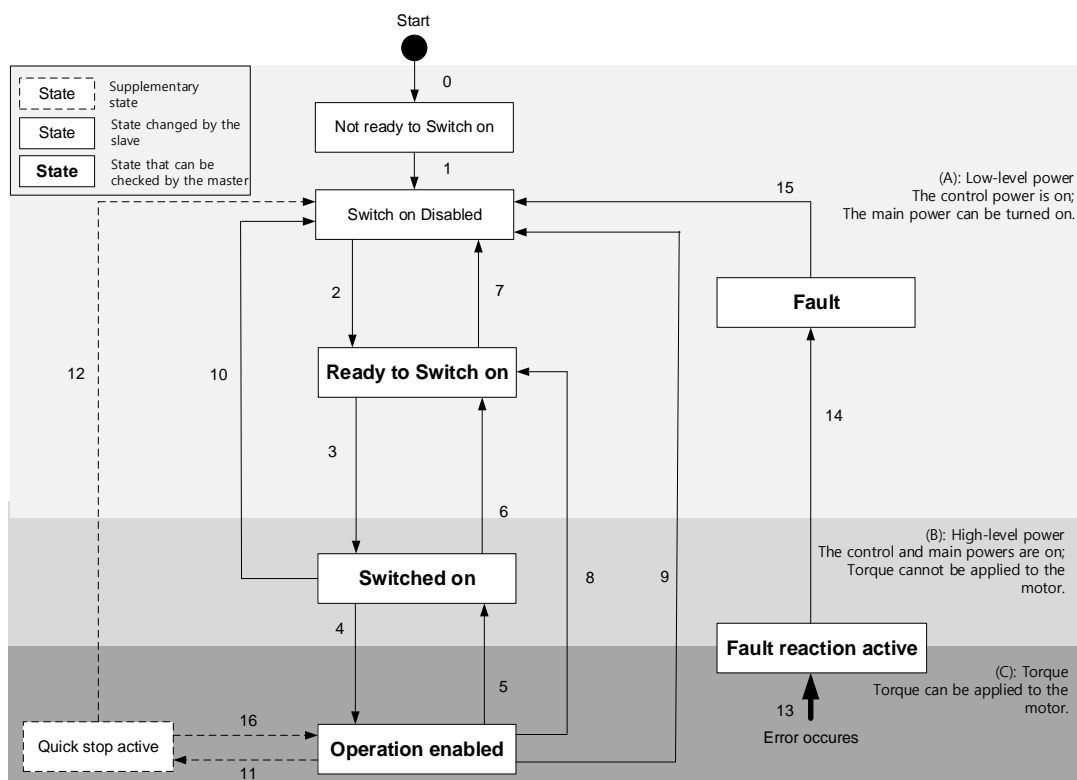 Start
0
State
Supplementary
state
State
State changed by the
slave
State
State that can be
checked by the master
Not ready to Switch on
1
(A): Low-level power
The control power is on;
The main power can be turned on.
15
Switch on Disabled
2
7
Fault
12
10
Ready to Switch on
14
3
6
(B): High-level power
The control and main powers are on;
Torque cannot be applied to the
motor.
Switched on
8
9
4
Fault reaction active
(C): Torque
Torque can be applied to the
motor.
5
13
16
Error occures
Quick stop active
Operation enabled
11